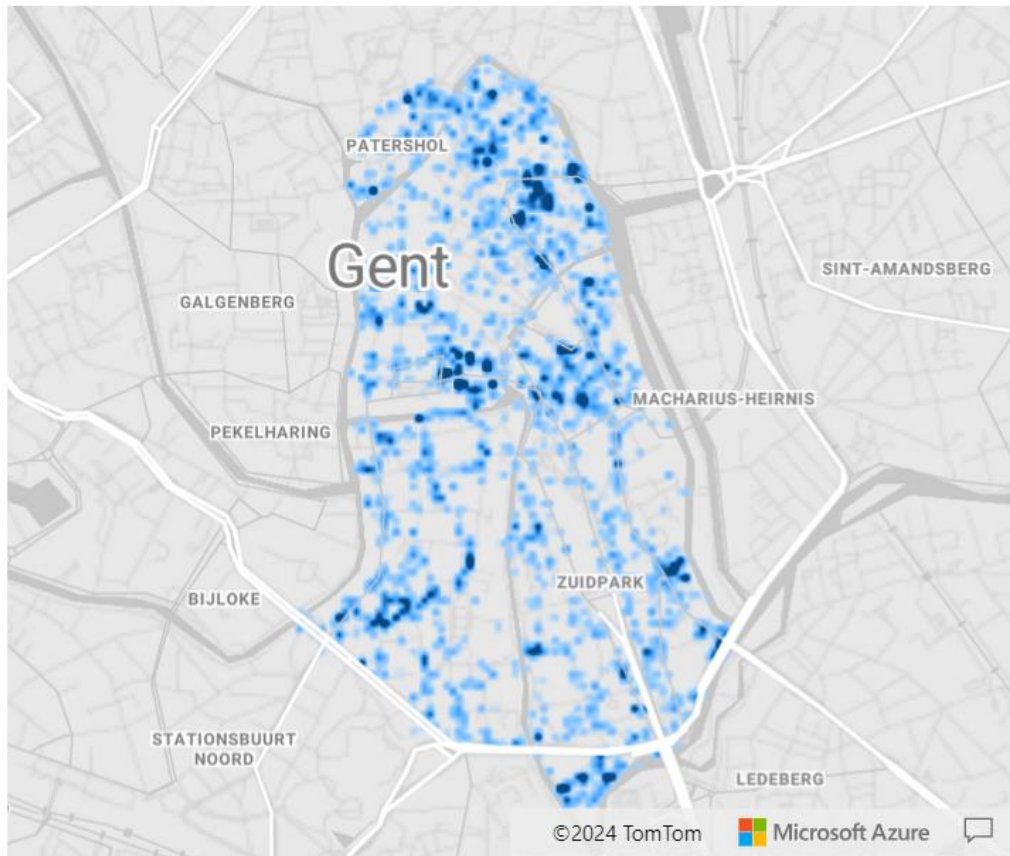 PATERSHOL
Gent
SINT-AMANDSBERG
GALGENBERG
MACHARIUS-HEIRNIS
PEKELHARING
ZUIDPARK
BIJLOKE
STATIONSBUURT
NOORD
LEDEBERG
©2024 TomTom
Microsoft Azure